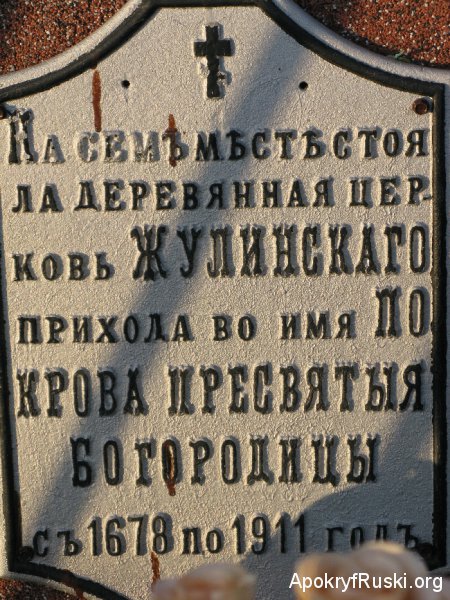 На семъ мѣстѣ стоя
ла деревянная цер-
ковь Жулинскаго
прихода во имя По
крова Пресвятыя
Богородицы
съ 1678 по 1911 годъ
ApokryfRuski.org